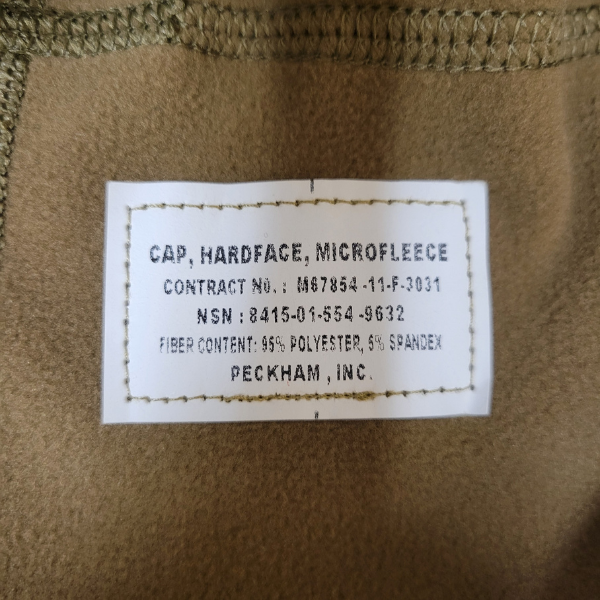 CAP, HARDFACE, MICROFLEECE
CONTRACT No. : M67854-11-F-3031
NSN : 8415-01-554-9632
FIBER CONTENT: 95% POLYESTER, 5% SPANDEX
PECKHAM, INC.